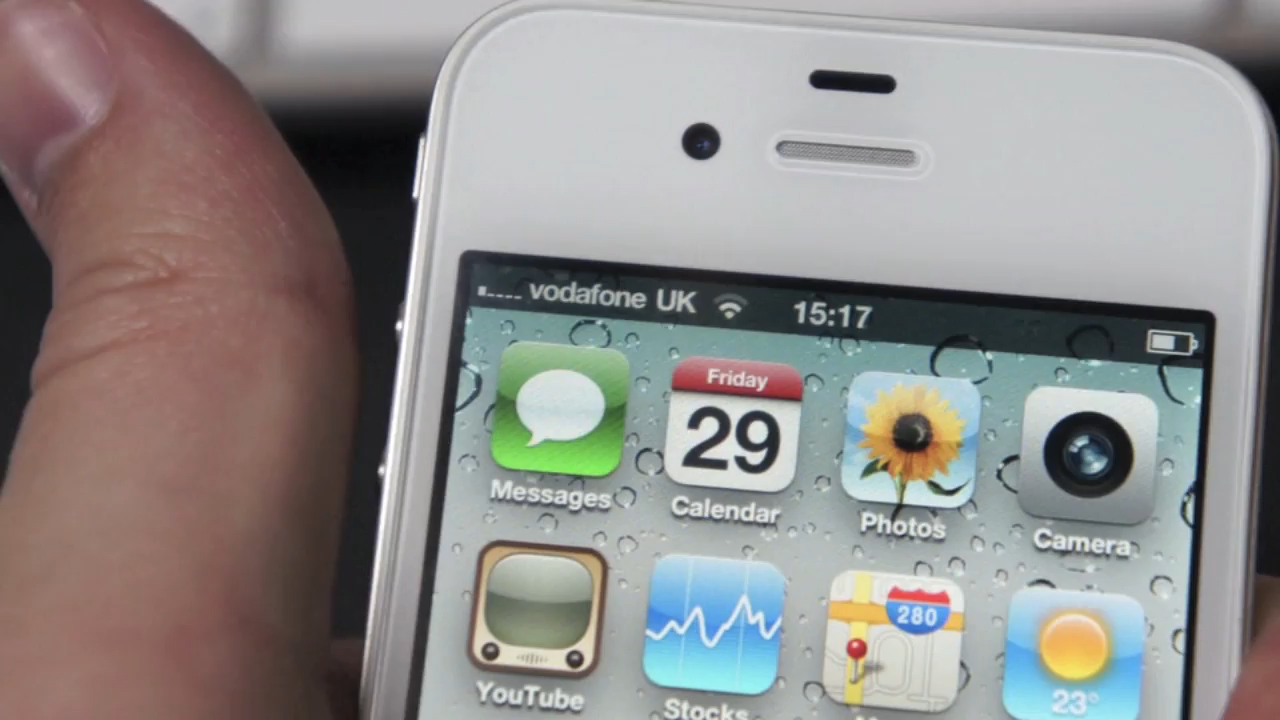 vodafone UK 15:17
Friday
29
Messages Calendar Photos Camera
280
23°
YouTube Stocks